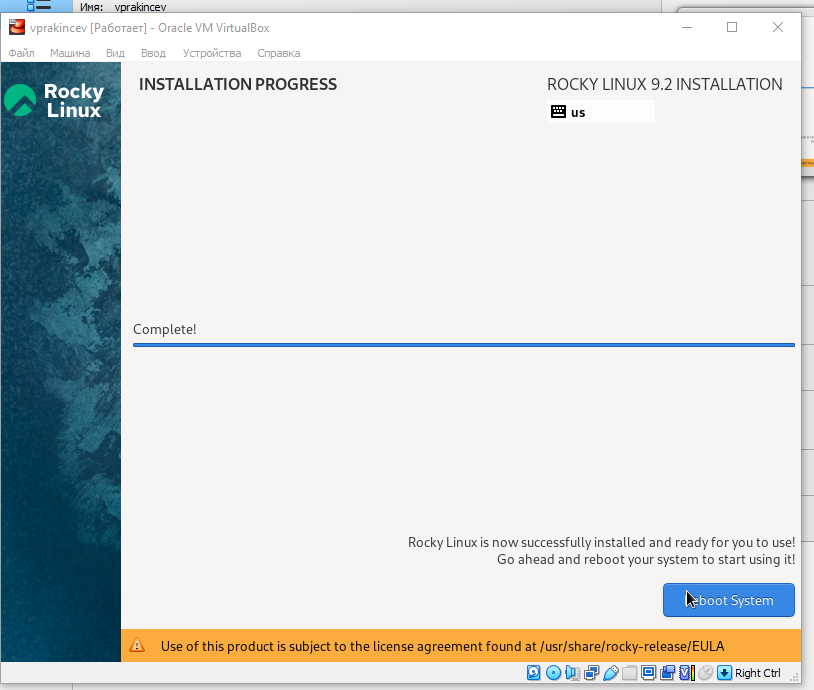 Имя: vprakincev
vprakincev [Работает] - Oracle VM VirtualBox
Файл Машина Вид Ввод Устройства Справка
Rocky
Linux
INSTALLATION PROGRESS
ROCKY LINUX 9.2 INSTALLATION
us
Complete!
Rocky Linux is now successfully installed and ready for you to use!
Go ahead and reboot your system to start using it!
Reboot System
Use of this product is subject to the license agreement found at /usr/share/rocky-release/EULA
Right Ctrl